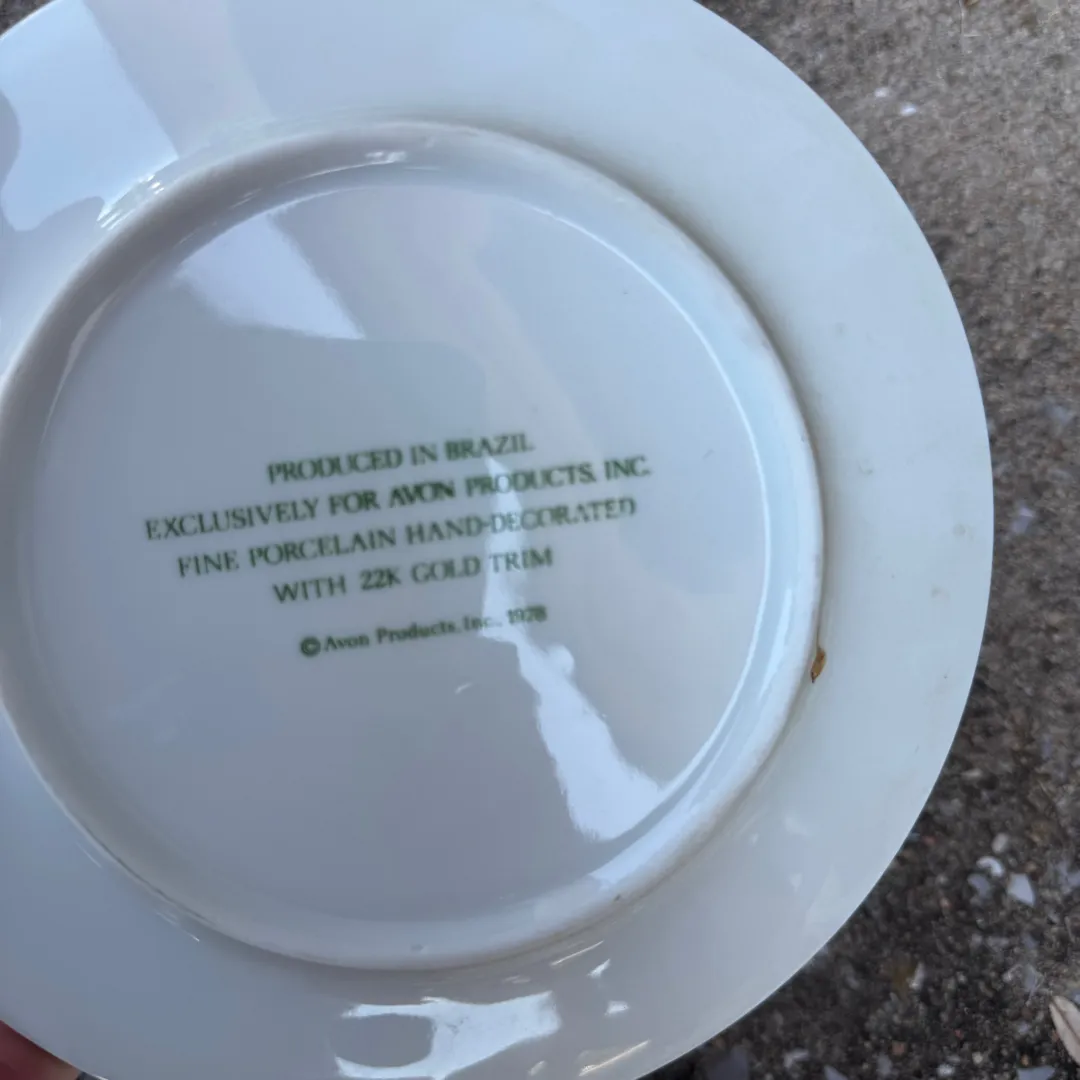 PRODUCED IN BRAZIL
EXCLUSIVELY FOR AVON PRODUCTS, INC.
FINE PORCELAIN HAND-DECORATED
WITH 22K GOLD TRIM
©Avon Products, Inc., 1978